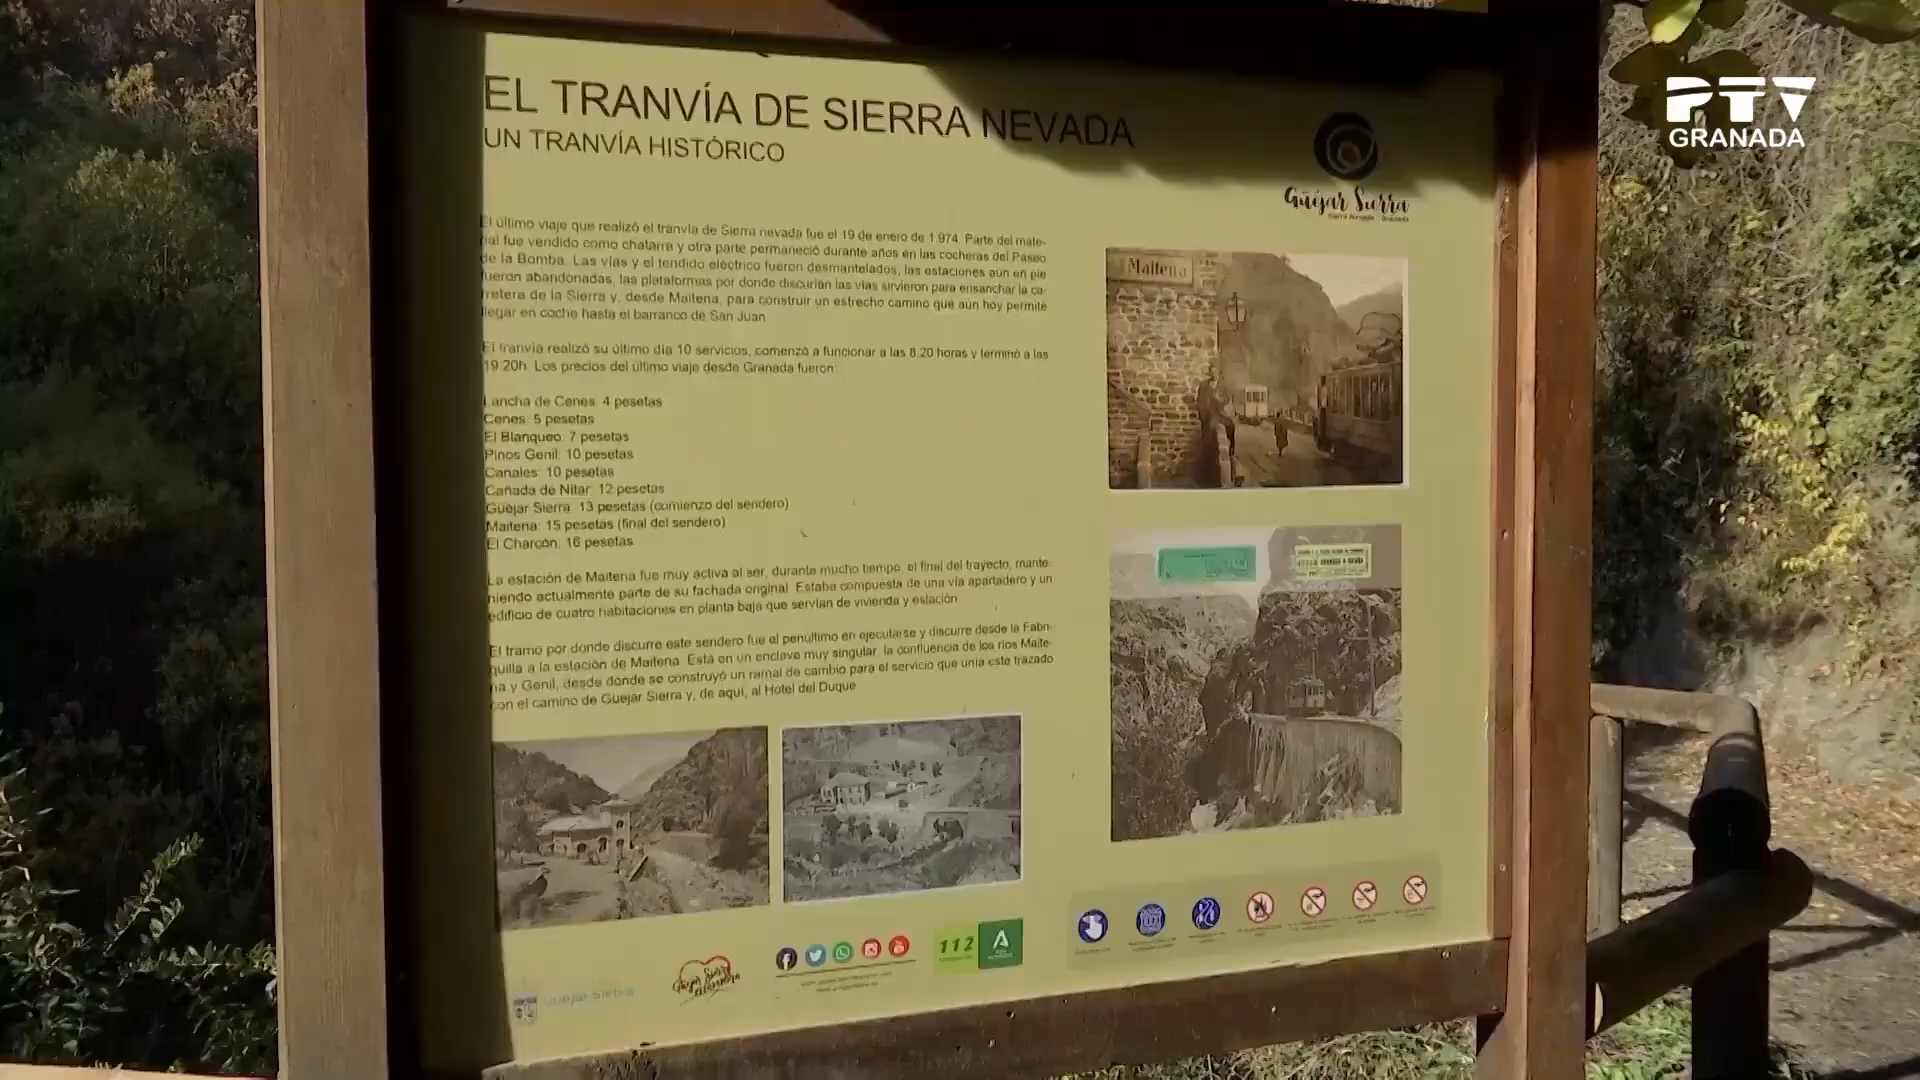 PTV
GRANADA
EL TRANVÍA DE SIERRA NEVADA
UN TRANVÍA HISTÓRICO
Güéjar Sierra
Sierra Nevada - Granada
El último viaje que realizó el tranvía de Sierra nevada fue el 19 de enero de 1.974. Parte del mate-
rial fue vendido como chatarra y otra parte permaneció durante años en las cocheras del Paseo
de la Bomba. Las vías y el tendido eléctrico fueron desmantelados, las estaciones aún en pie
fueron abandonadas, las plataformas por donde discurían las vías sirvieron para ensanchar la ca-
rretera de la Sierra y, desde Maitena, para construir un estrecho camino que aún hoy permite
llegar en coche hasta el barranco de San Juan.
El tranvía realizó su último día 10 servicios, comenzó a funcionar a las 8.20 horas y terminó a las
19.20h. Los precios del último viaje desde Granada fueron:
Lancha de Cenes: 4 pesetas
Cenes: 5 pesetas
El Blanqueo: 7 pesetas
Pinos Genil: 10 pesetas
Canales: 10 pesetas
Cañada de Nitar: 12 pesetas
Güéjar Sierra: 13 pesetas (comienzo del sendero)
Maitena: 15 pesetas (final del sendero)
El Charcón: 16 pesetas
La estación de Maitena fue muy activa al ser, durante mucho tiempo, el final del trayecto, mante-
niendo actualmente parte de su fachada original. Estaba compuesta de una vía apartadero y un
edificio de cuatro habitaciones en planta baja que servían de vivienda y estación.
El tramo por donde discurre este sendero fue el penúltimo en ejecutarse y discurre desde la Fabri-
quilla a la estación de Maitena. Está en un enclave muy singular, la confluencia de los ríos Maite-
na y Genil, desde donde se construyó un ramal de cambio para el servicio que unía este trazado
con el camino de Güéjar Sierra y, de aquí, al Hotel del Duque.
Maitena
Güéjar Sierra
112
Güéjar Sierra